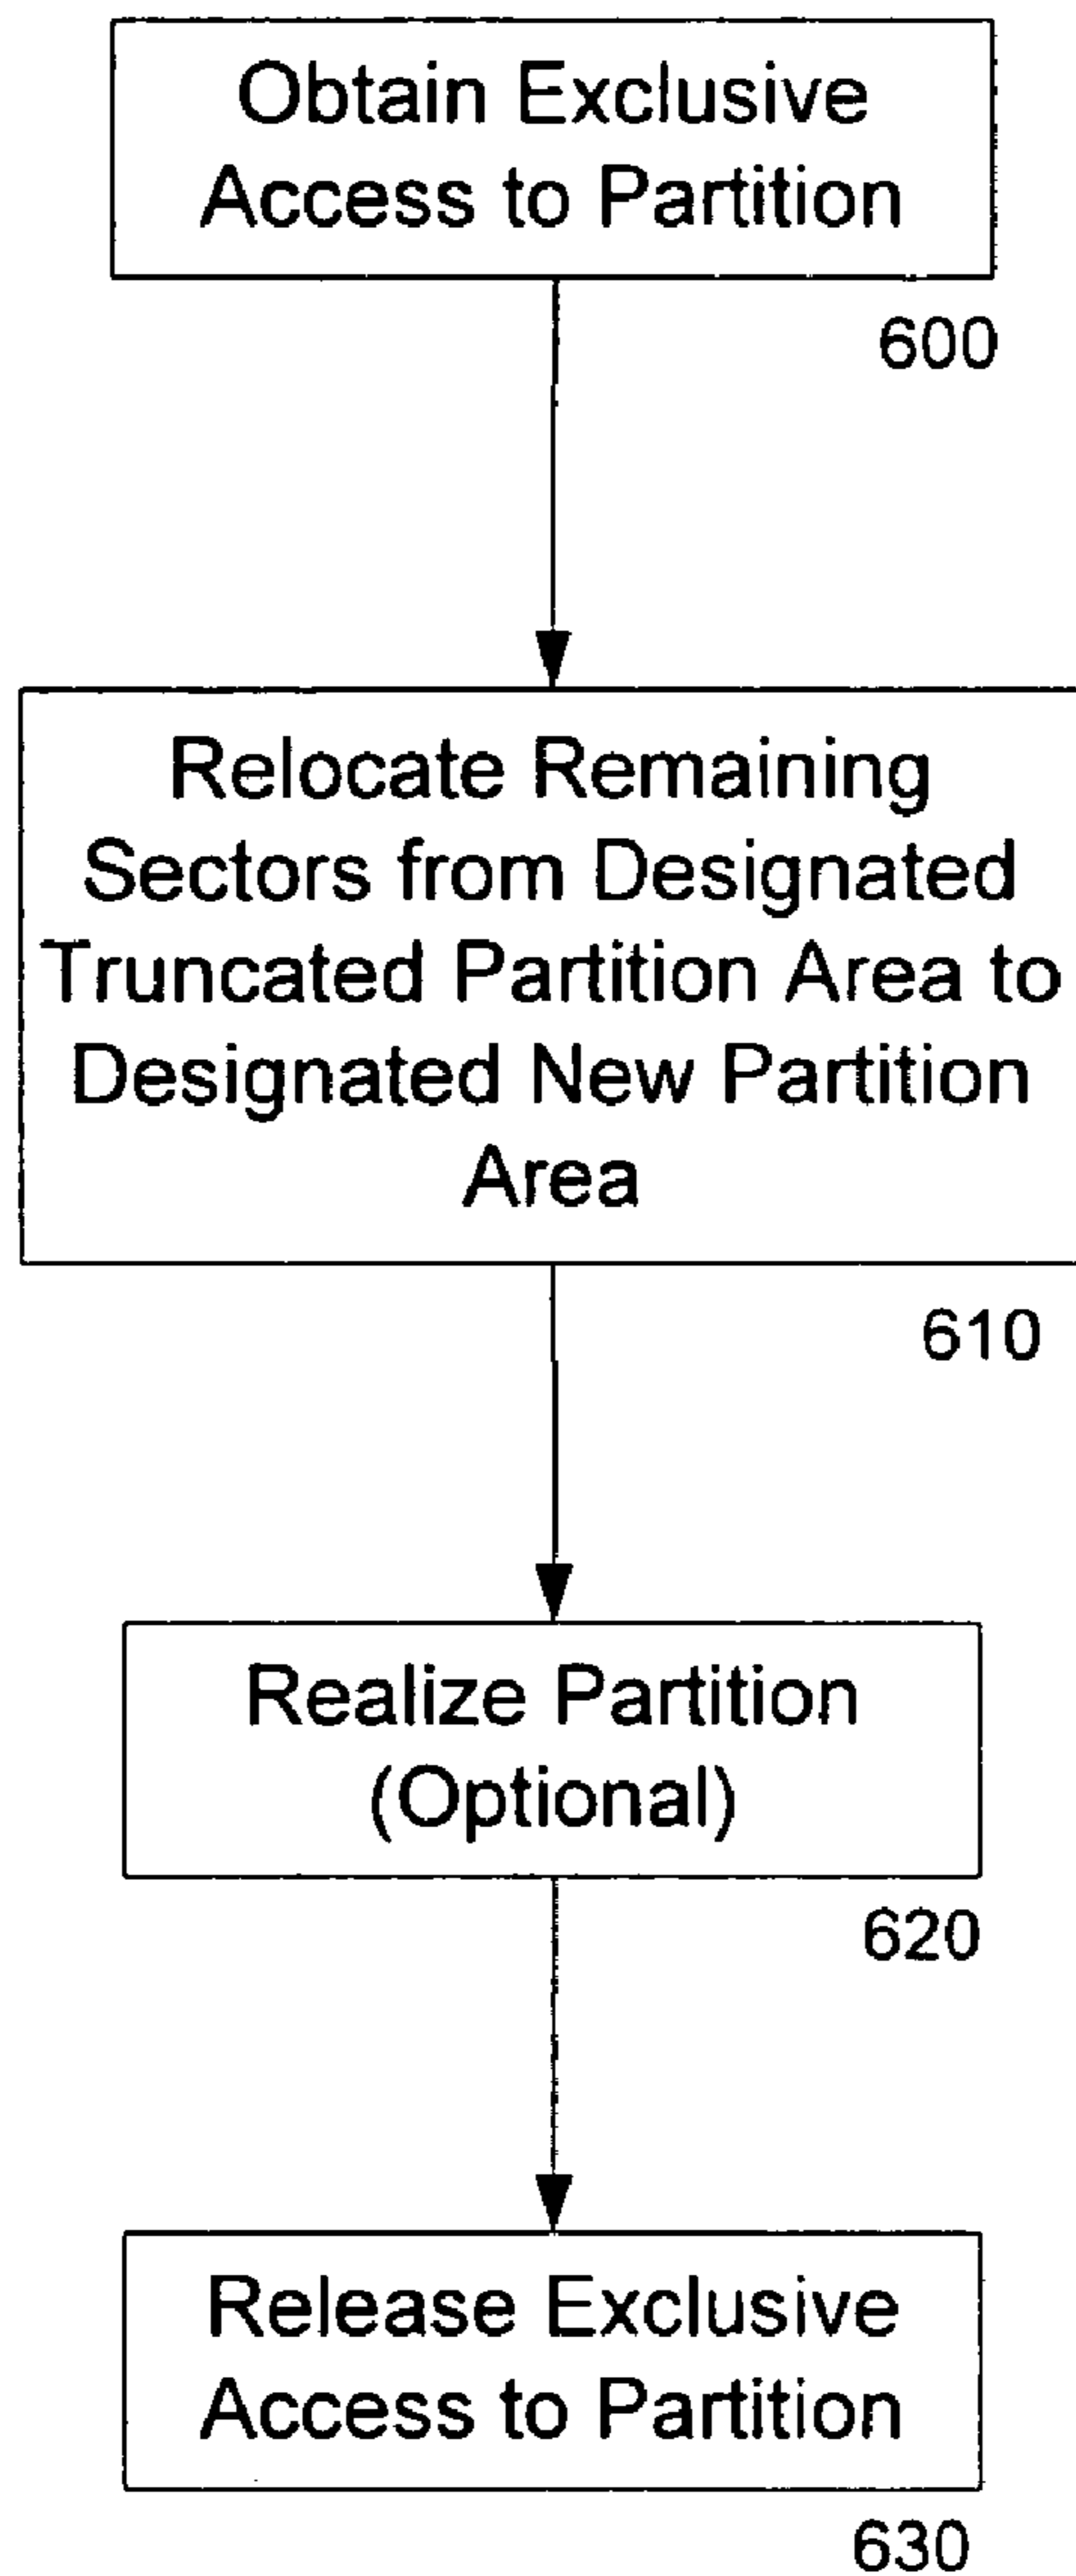 Obtain Exclusive
Access to Partition
600
Relocate Remaining
Sectors from Designated
Truncated Partition Area to
Designated New Partition
Area
610
Realize Partition
(Optional)
620
Release Exclusive
Access to Partition
630